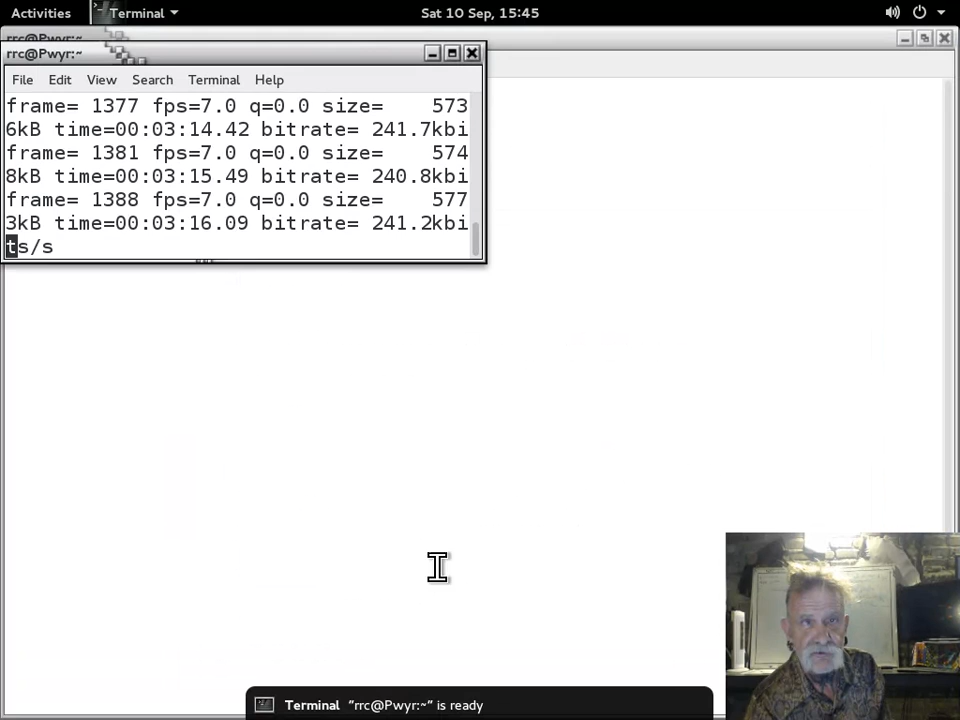 Activities
Terminal
Sat 10 Sep, 15:45
rrc@Pwyr:~
rrc@Pwyr:~
File Edit View Search Terminal Help
frame= 1377 fps=7.0 q=0.0 size=    573
6kB time=00:03:14.42 bitrate= 241.7kbi
frame= 1381 fps=7.0 q=0.0 size=    574
8kB time=00:03:15.49 bitrate= 240.8kbi
frame= 1388 fps=7.0 q=0.0 size=    577
3kB time=00:03:16.09 bitrate= 241.2kbi
ts/s
Terminal "rrc@Pwyr:~" is ready